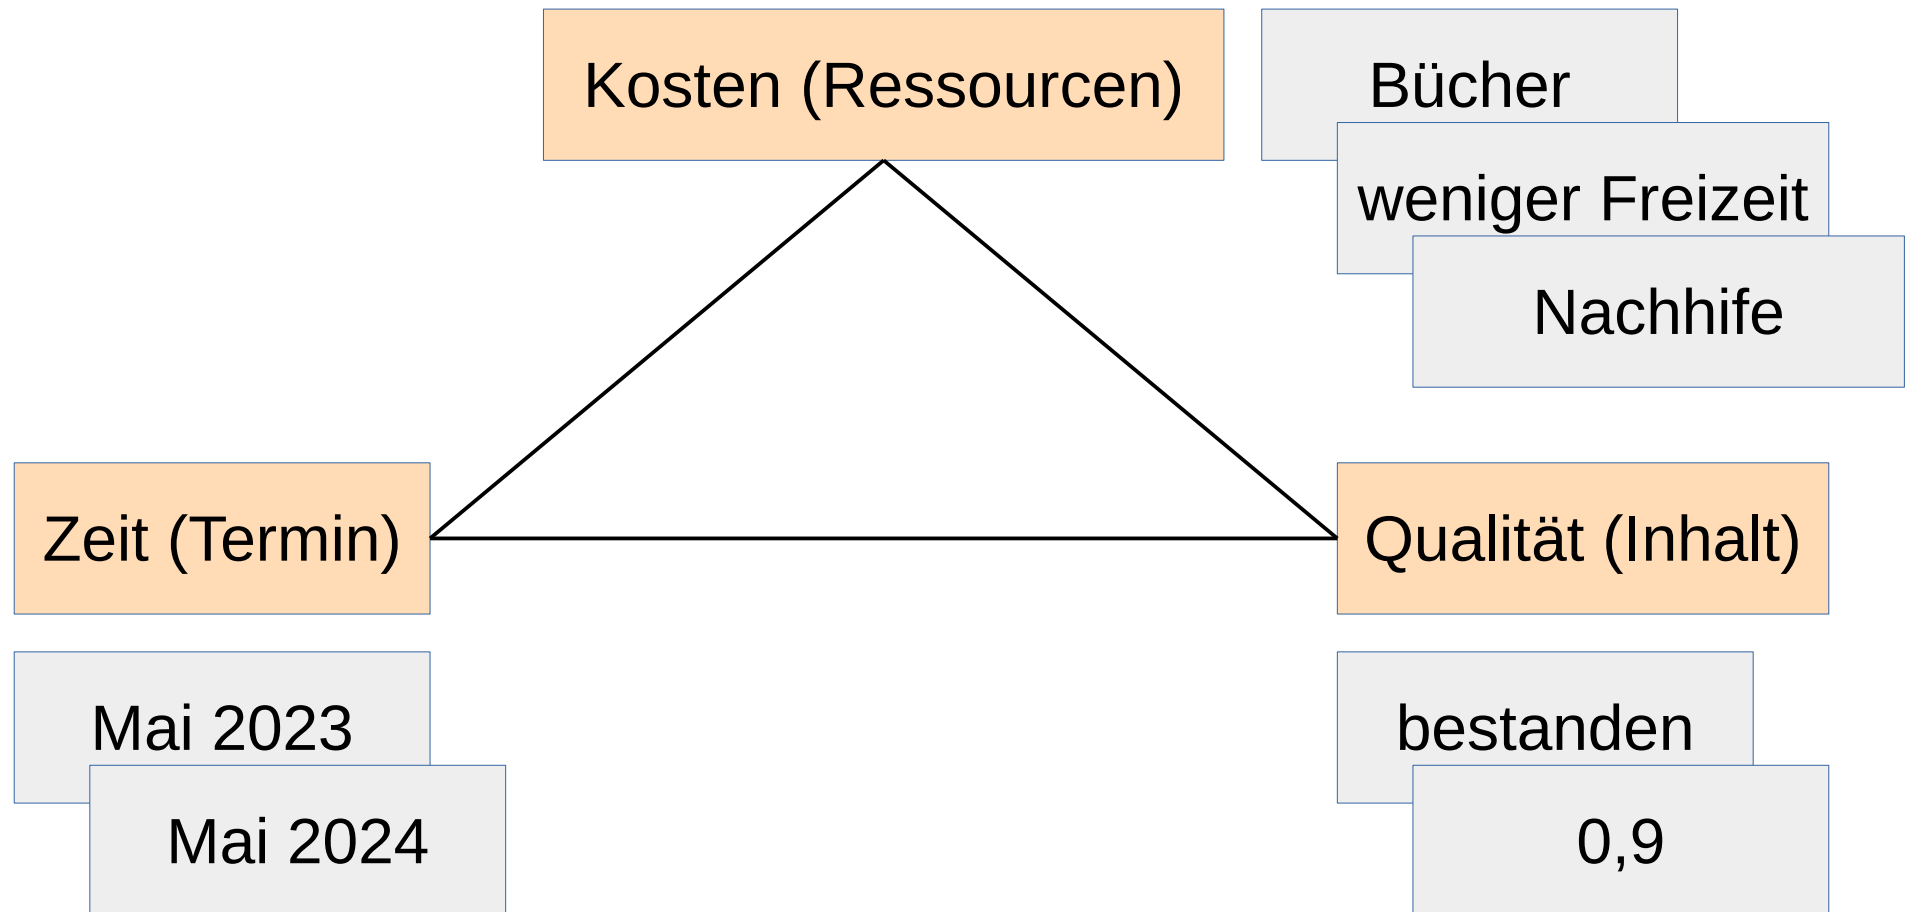 Kosten (Ressourcen)
Bücher
weniger Freizeit
Nachhife
Zeit (Termin)
Qualität (Inhalt)
Mai 2023
Mai 2024
bestanden
0,9